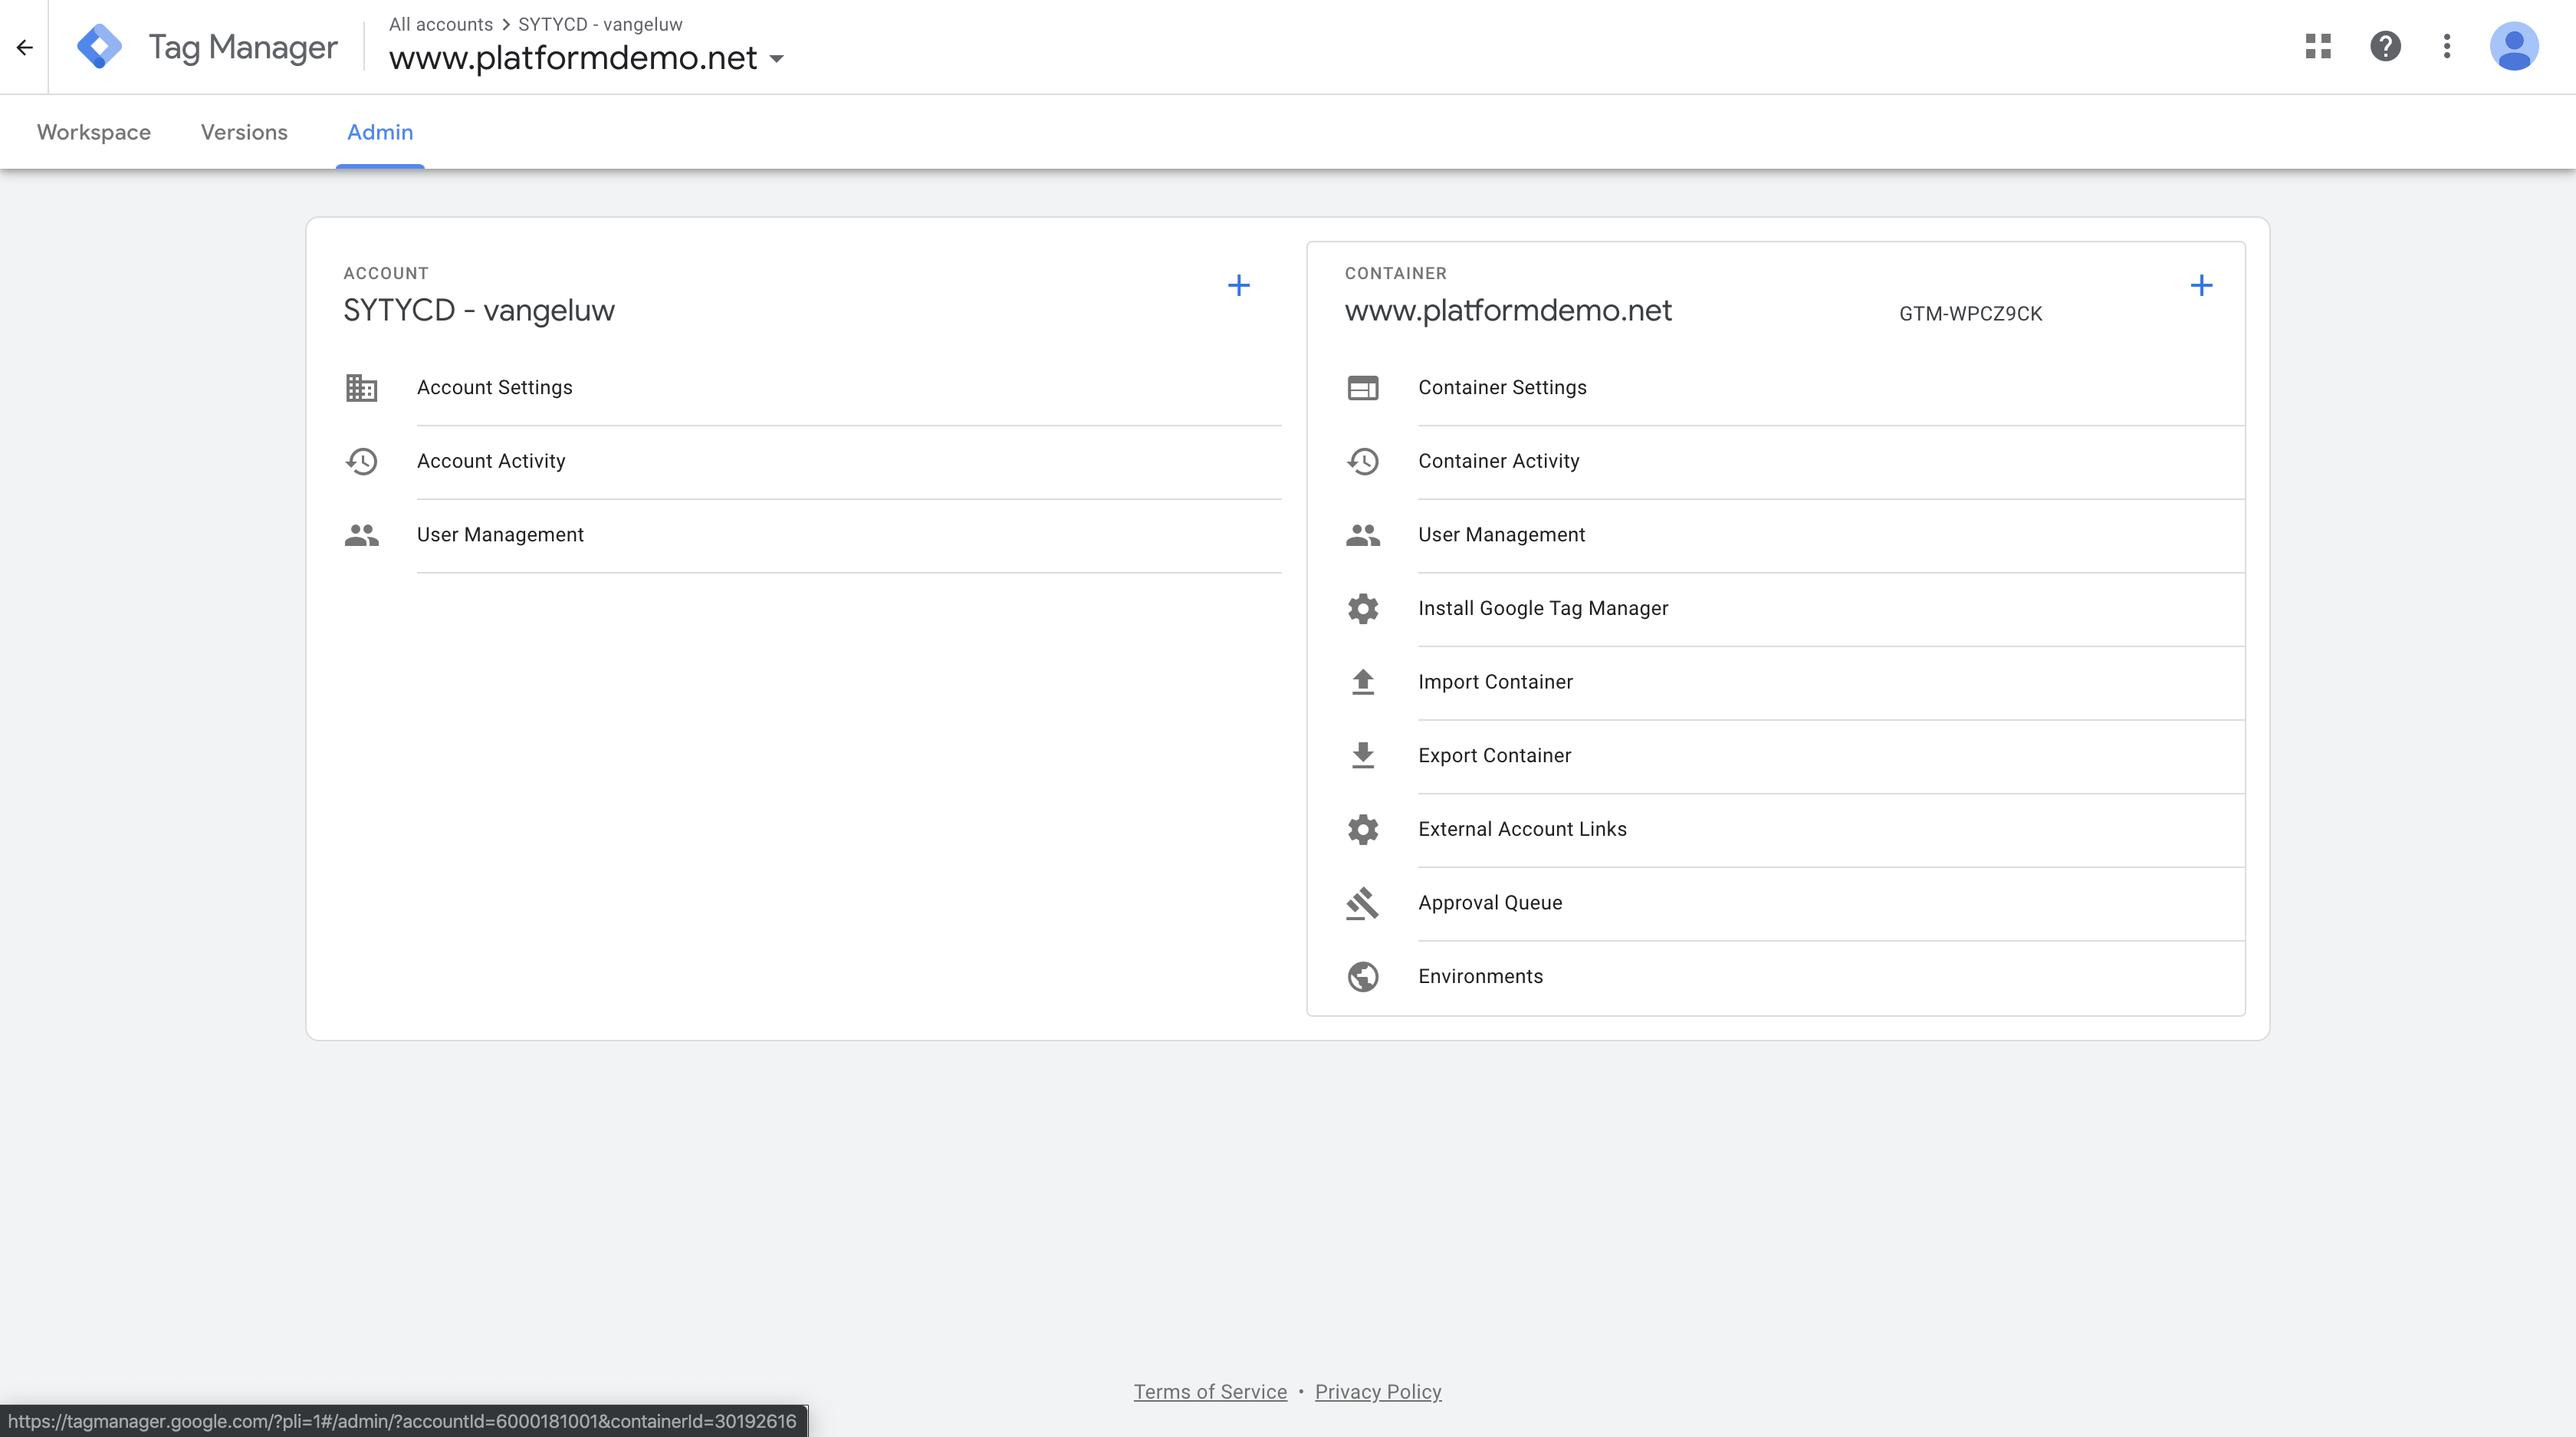 Tag Manager
All accounts > SYTYCD - vangeluw
www.platformdemo.net
Workspace
Versions
Admin
ACCOUNT
SYTYCD - vangeluw
Account Settings
Account Activity
User Management
CONTAINER
www.platformdemo.net
GTM-WPCZ9CK
Container Settings
Container Activity
User Management
Install Google Tag Manager
Import Container
Export Container
External Account Links
Approval Queue
Environments
Terms of Service • Privacy Policy
https://tagmanager.google.com/?pli=1#/admin/?accountId=6000181001&containerId=30192616